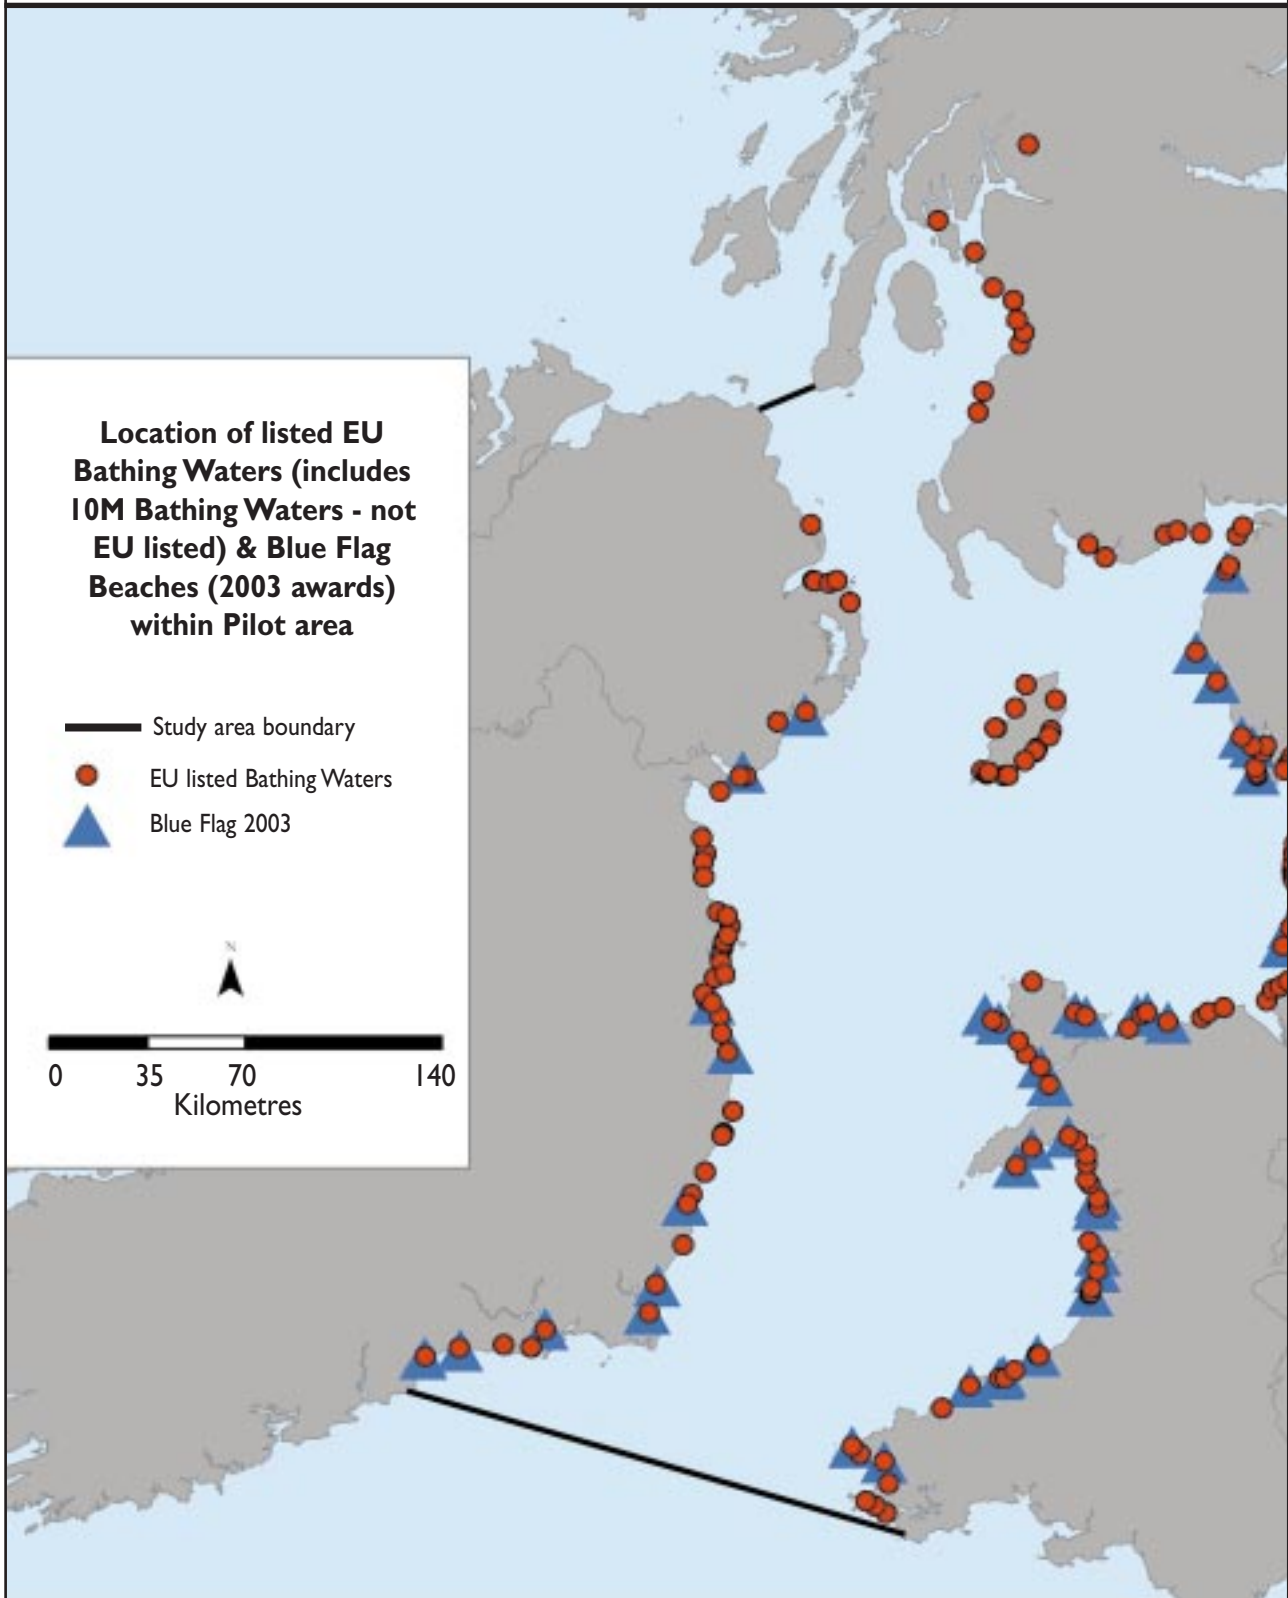 Location of listed EU
Bathing Waters (includes
10M Bathing Waters - not
EU listed) & Blue Flag
Beaches (2003 awards)
within Pilot area
Study area boundary
EU listed Bathing Waters
Blue Flag 2003
N
0 35 70 140
Kilometres